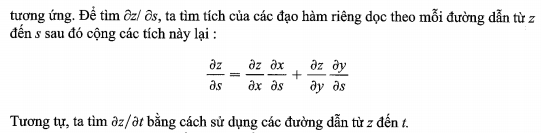 tương ứng. Để tìm ∂z/ ∂s, ta tìm tích của các đạo hàm riêng dọc theo mỗi đường dẫn từ z
đến s sau đó cộng các tích này lại :
∂z/∂s = ∂z/∂x ∂x/∂s + ∂z/∂y ∂y/∂s
Tương tự, ta tìm ∂z/∂t bằng cách sử dụng các đường dẫn từ z đến t.